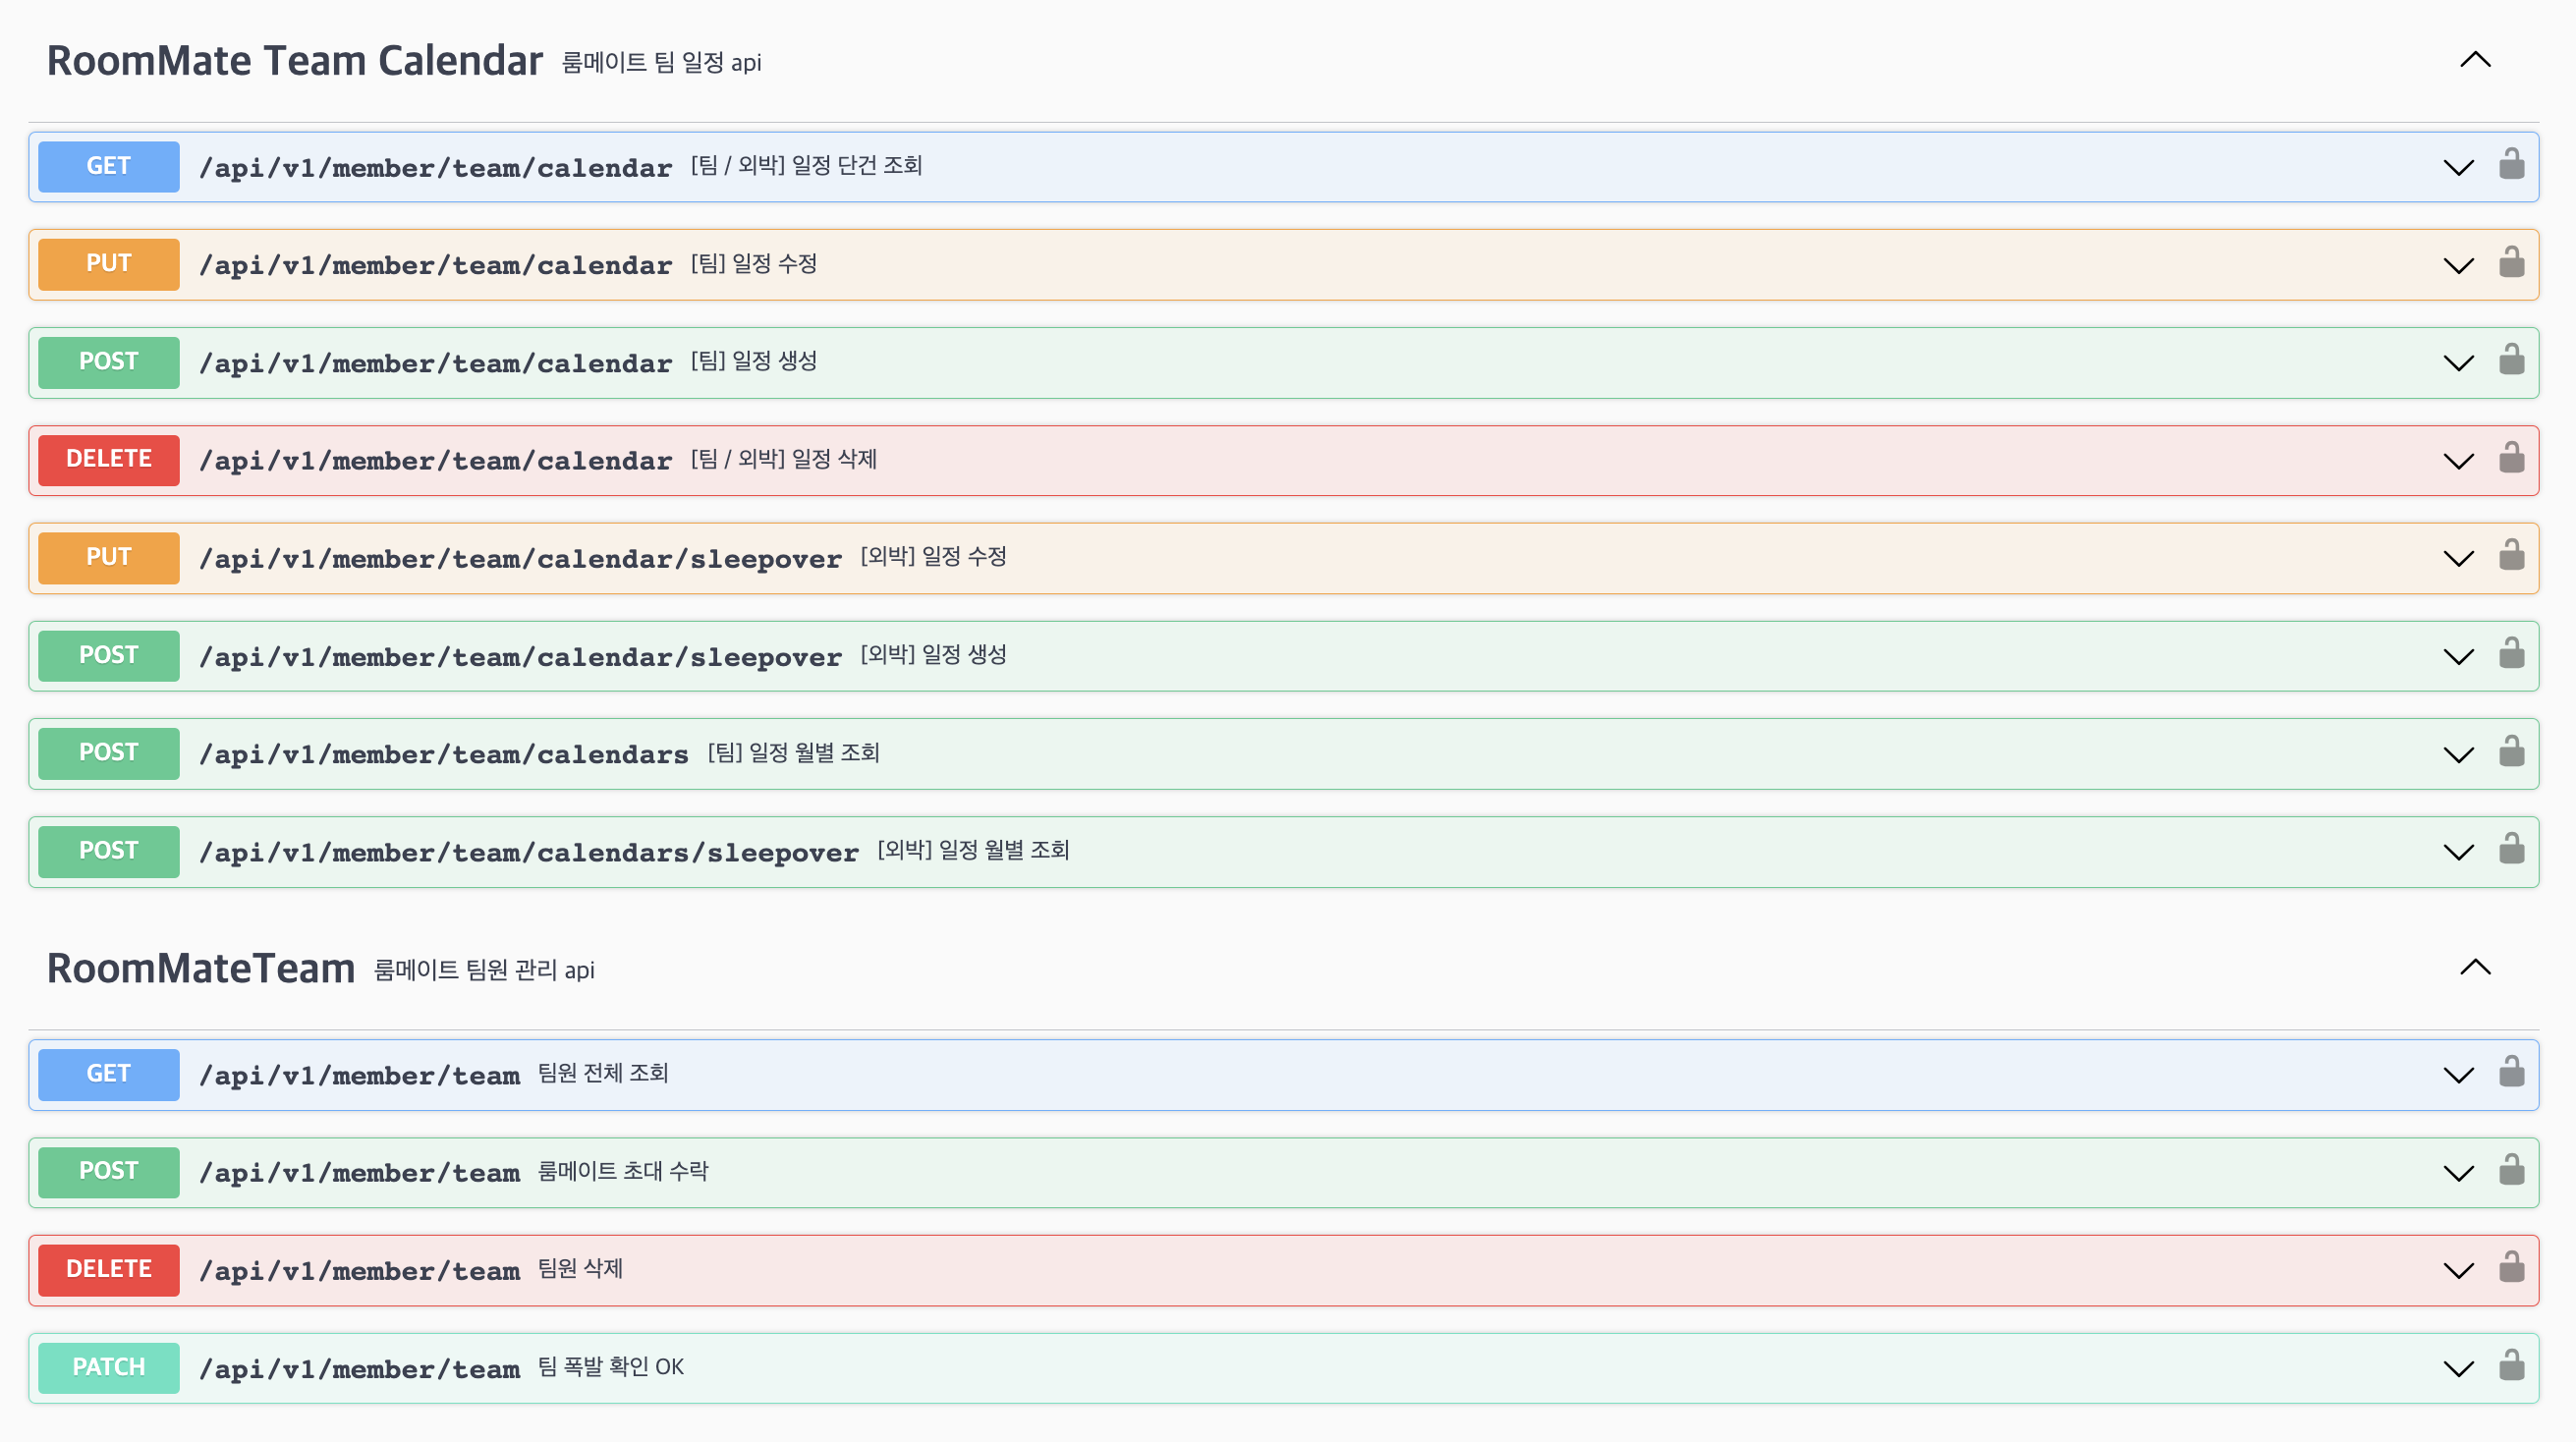 RoomMate Team Calendar 룸메이트 팀 일정 api
GET /api/v1/member/team/calendar [팀 / 외박] 일정 단건 조회
PUT /api/v1/member/team/calendar [팀] 일정 수정
POST /api/v1/member/team/calendar [팀] 일정 생성
DELETE /api/v1/member/team/calendar [팀 / 외박] 일정 삭제
PUT /api/v1/member/team/calendar/sleepover [외박] 일정 수정
POST /api/v1/member/team/calendar/sleepover [외박] 일정 생성
POST /api/v1/member/team/calendars [팀] 일정 월별 조회
POST /api/v1/member/team/calendars/sleepover [외박] 일정 월별 조회
RoomMateTeam 룸메이트 팀원 관리 api
GET /api/v1/member/team 팀원 전체 조회
POST /api/v1/member/team 룸메이트 초대 수락
DELETE /api/v1/member/team 팀원 삭제
PATCH /api/v1/member/team 팀 폭발 확인 OK